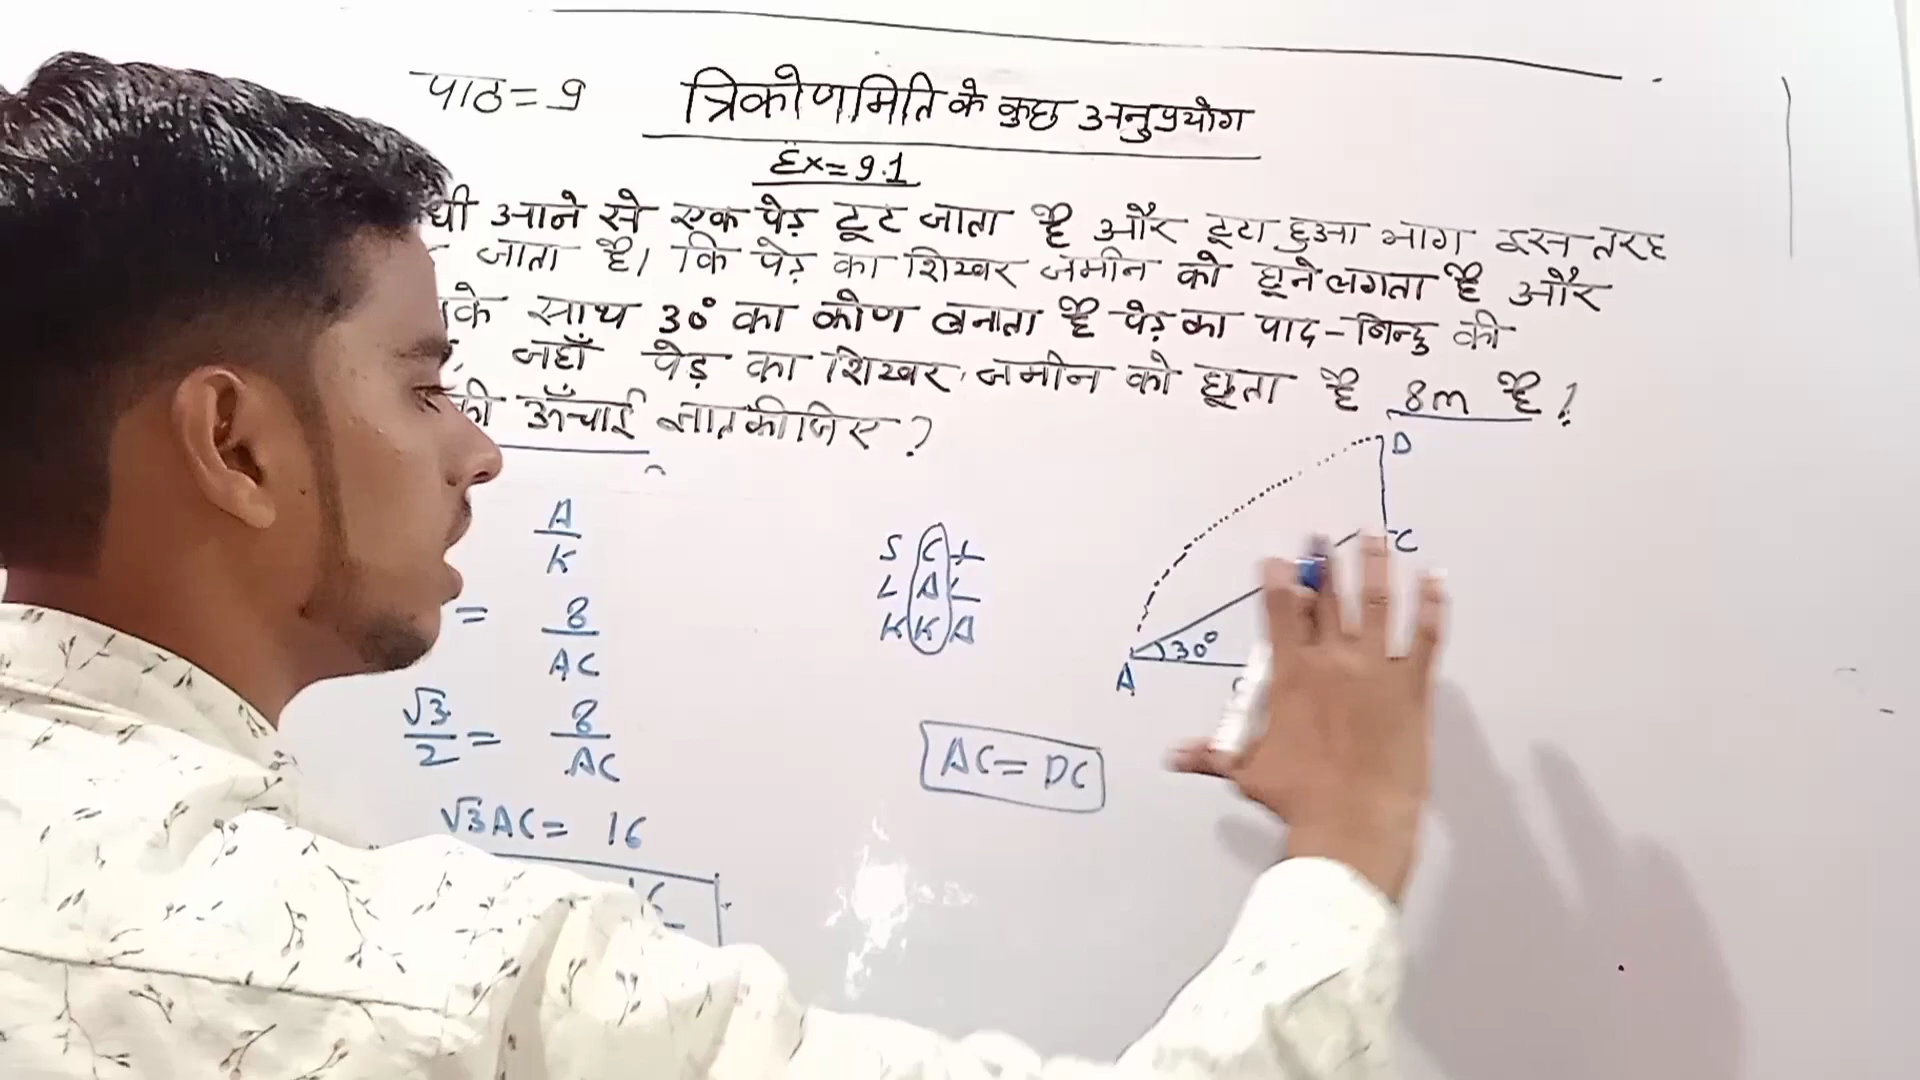 पाठ = 9
त्रिकोणमिति के कुछ अनुप्रयोग
Ex = 9.1
आने से एक पेड़ टूट जाता है और टूटा हुआ भाग इस तरह
जाता है। कि पेड़ का शिखर जमीन को छूने लगता है और
के साथ 30° का कोण बनाता है पेड़ का पाद-बिन्दु की
जहाँ पेड़ का शिखर जमीन को छूता है 8m है।
की ऊँचाई ज्ञात कीजिए?
A/K
= 8/AC
√3/2 = 8/AC
√3AC = 16
16
S C T
L A L
K K A
AC = DC
D
C
30°
A